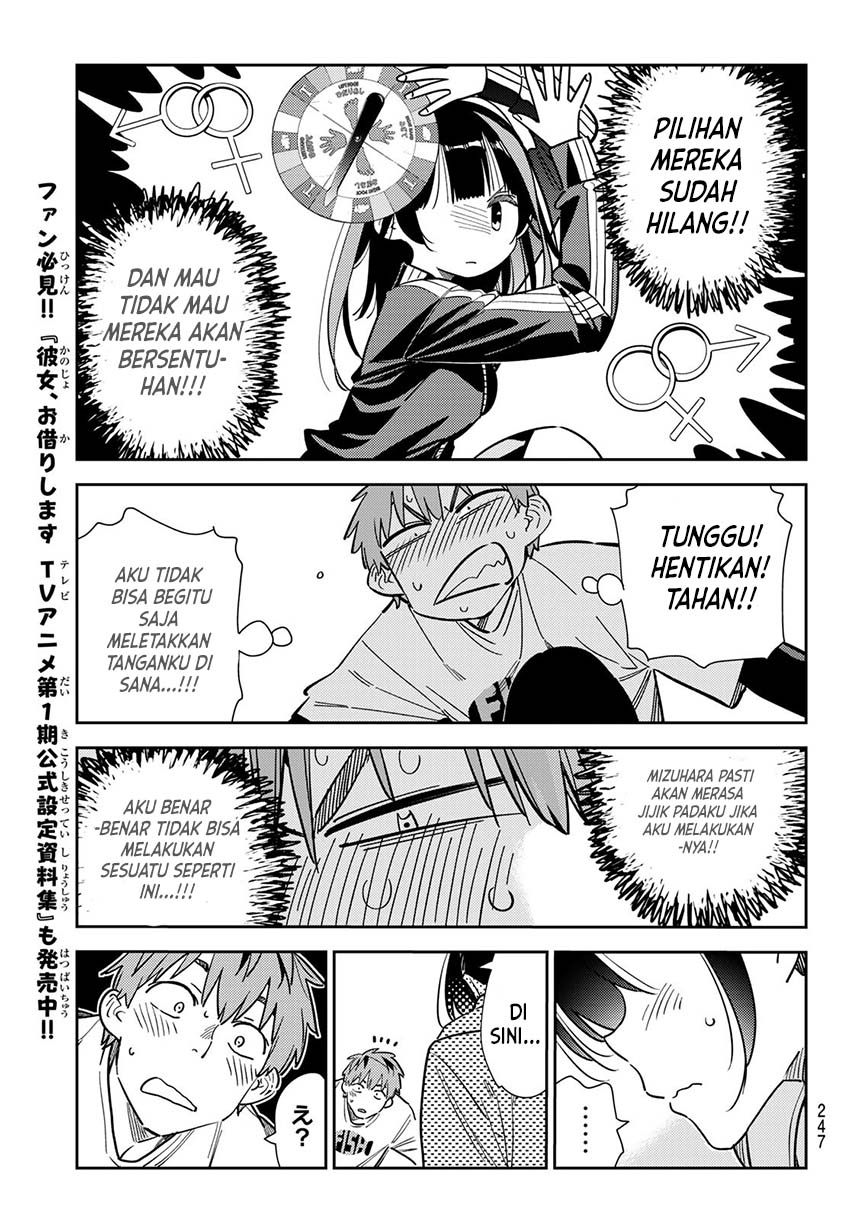 PILIHAN
MEREKA
SUDAH
HILANG!!
DAN MAU
TIDAK MAU
MEREKA AKAN
BERSENTU-
HAN!!!
TUNGGU!
HENTIKAN!
TAHAN!!
AKU TIDAK
BISA BEGITU
SAJA
MELETAKKAN
TANGANKU DI
SANA...!!!
MIZUHARA PASTI
AKAN MERASA
JIJIK PADAKU JIKA
AKU MELAKUKAN
-NYA!!
AKU BENAR
-BENAR TIDAK BISA
MELAKUKAN
SESUATU SEPERTI
INI...!!!
……
DI
SINI...
FISH
え?
ファン必見!!『彼女、お借りします TVアニメ第1期公式設定資料集』も発売中!!
247